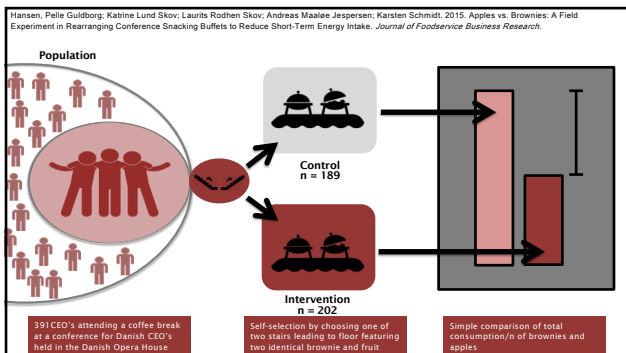 Hansen, Pelle Guldborg; Katrine Lund Skov; Laurits Rodhen Skov; Andreas Maaløe Jespersen; Karsten Schmidt. 2015. Apples vs. Brownies: A Field
Experiment in Rearranging Conference Snacking Buffets to Reduce Short-Term Energy Intake. Journal of Foodservice Business Research.
Population
Control
n = 189
Intervention
n = 202
391CEO's attending a coffee break
at a conference for Danish CEO's
held in the Danish Opera House
Self-selection by choosing one of
two stairs leading to floor featuring
two identical brownie and fruit
Simple comparison of total
consumption/n of brownies and
apples